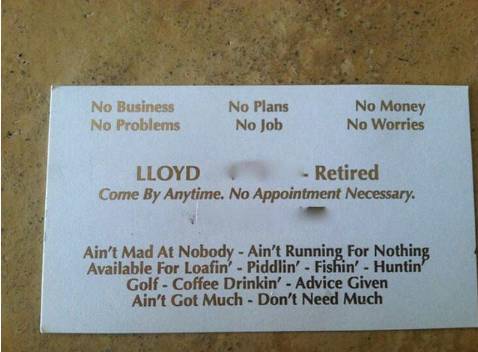 No Business No Plans No Money
No Problems No Job No Worries
LLOYD - Retired
Come By Anytime. No Appointment Necessary.
Ain't Mad At Nobody - Ain't Running For Nothing
Available For Loafin' - Piddlin' - Fishin' - Huntin'
Golf - Coffee Drinkin' - Advice Given
Ain't Got Much - Don't Need Much